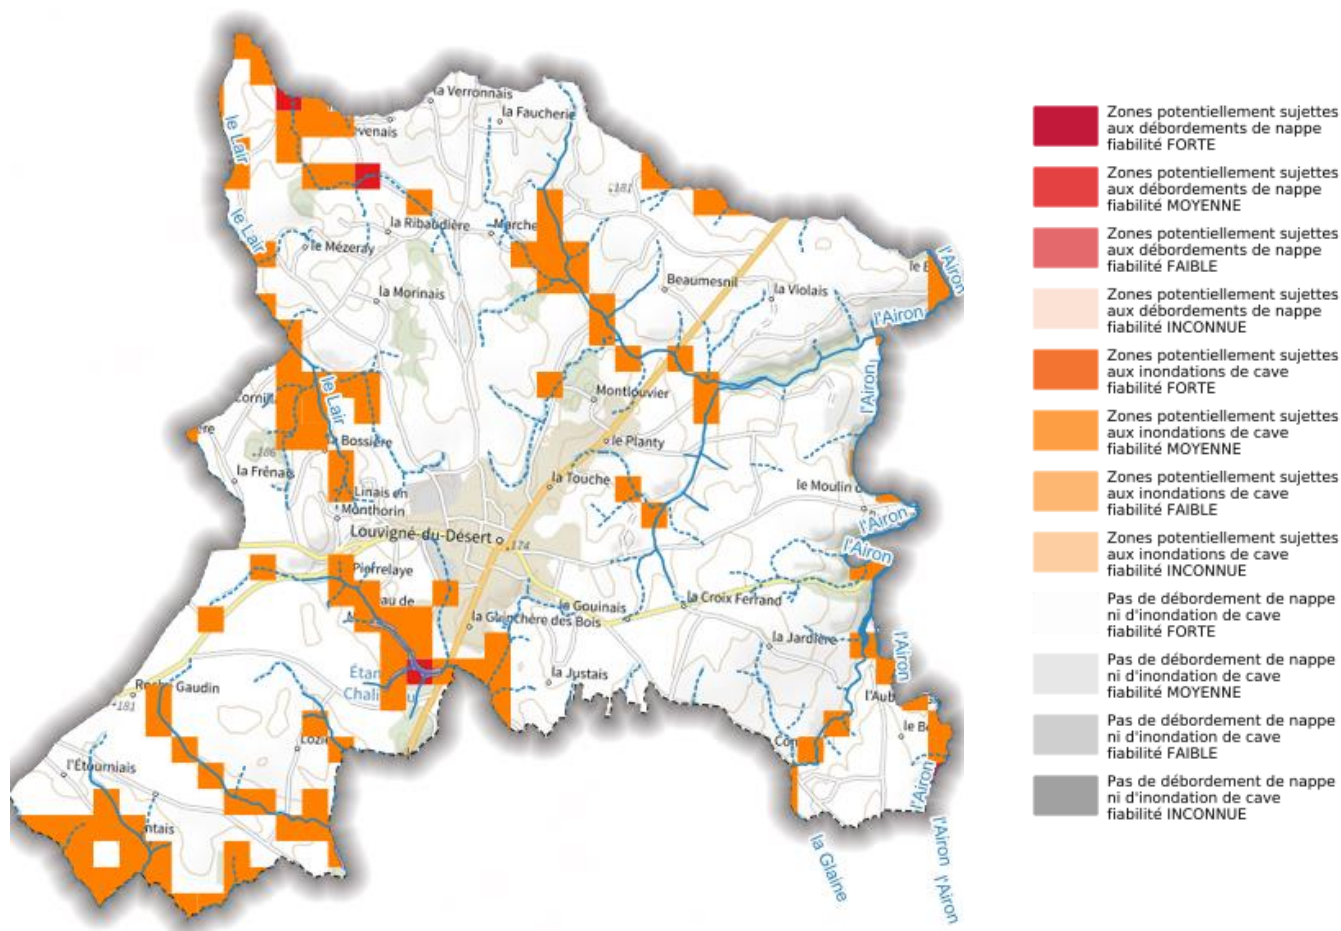 la Verronnais
la Faucherie
venais
le Lair
181
le Lair
la Ribaudière
Marche
le Mézeray
l'Airon
le B
Beaumesnil
la Violais
la Morinais
l'Airon
l'Airon
le Lair
Cornill
Montlouvier
ère
la Bossière
le Planty
186
la Frênais
la Touche
le Moulin d
Linais en
Monthorin
l'Airon
Louvigné-du-Désert
174
l'Airon
Pierrelaye
au de
la Croix Ferrand
la Gouinais
la Glanchère des Bois
la Jardière
l'Airon
Étan
la Justais
Chali
Gaudin
l'Aub
181
le B
Lozie
l'Étourniais
l'Airon
ntais
l'Airon
la Glaine
l'Airon
Zones potentiellement sujettes
aux débordements de nappe
fiabilité FORTE
Zones potentiellement sujettes
aux débordements de nappe
fiabilité MOYENNE
Zones potentiellement sujettes
aux débordements de nappe
fiabilité FAIBLE
Zones potentiellement sujettes
aux débordements de nappe
fiabilité INCONNUE
Zones potentiellement sujettes
aux inondations de cave
fiabilité FORTE
Zones potentiellement sujettes
aux inondations de cave
fiabilité MOYENNE
Zones potentiellement sujettes
aux inondations de cave
fiabilité FAIBLE
Zones potentiellement sujettes
aux inondations de cave
fiabilité INCONNUE
Pas de débordement de nappe
ni d'inondation de cave
fiabilité FORTE
Pas de débordement de nappe
ni d'inondation de cave
fiabilité MOYENNE
Pas de débordement de nappe
ni d'inondation de cave
fiabilité FAIBLE
Pas de débordement de nappe
ni d'inondation de cave
fiabilité INCONNUE